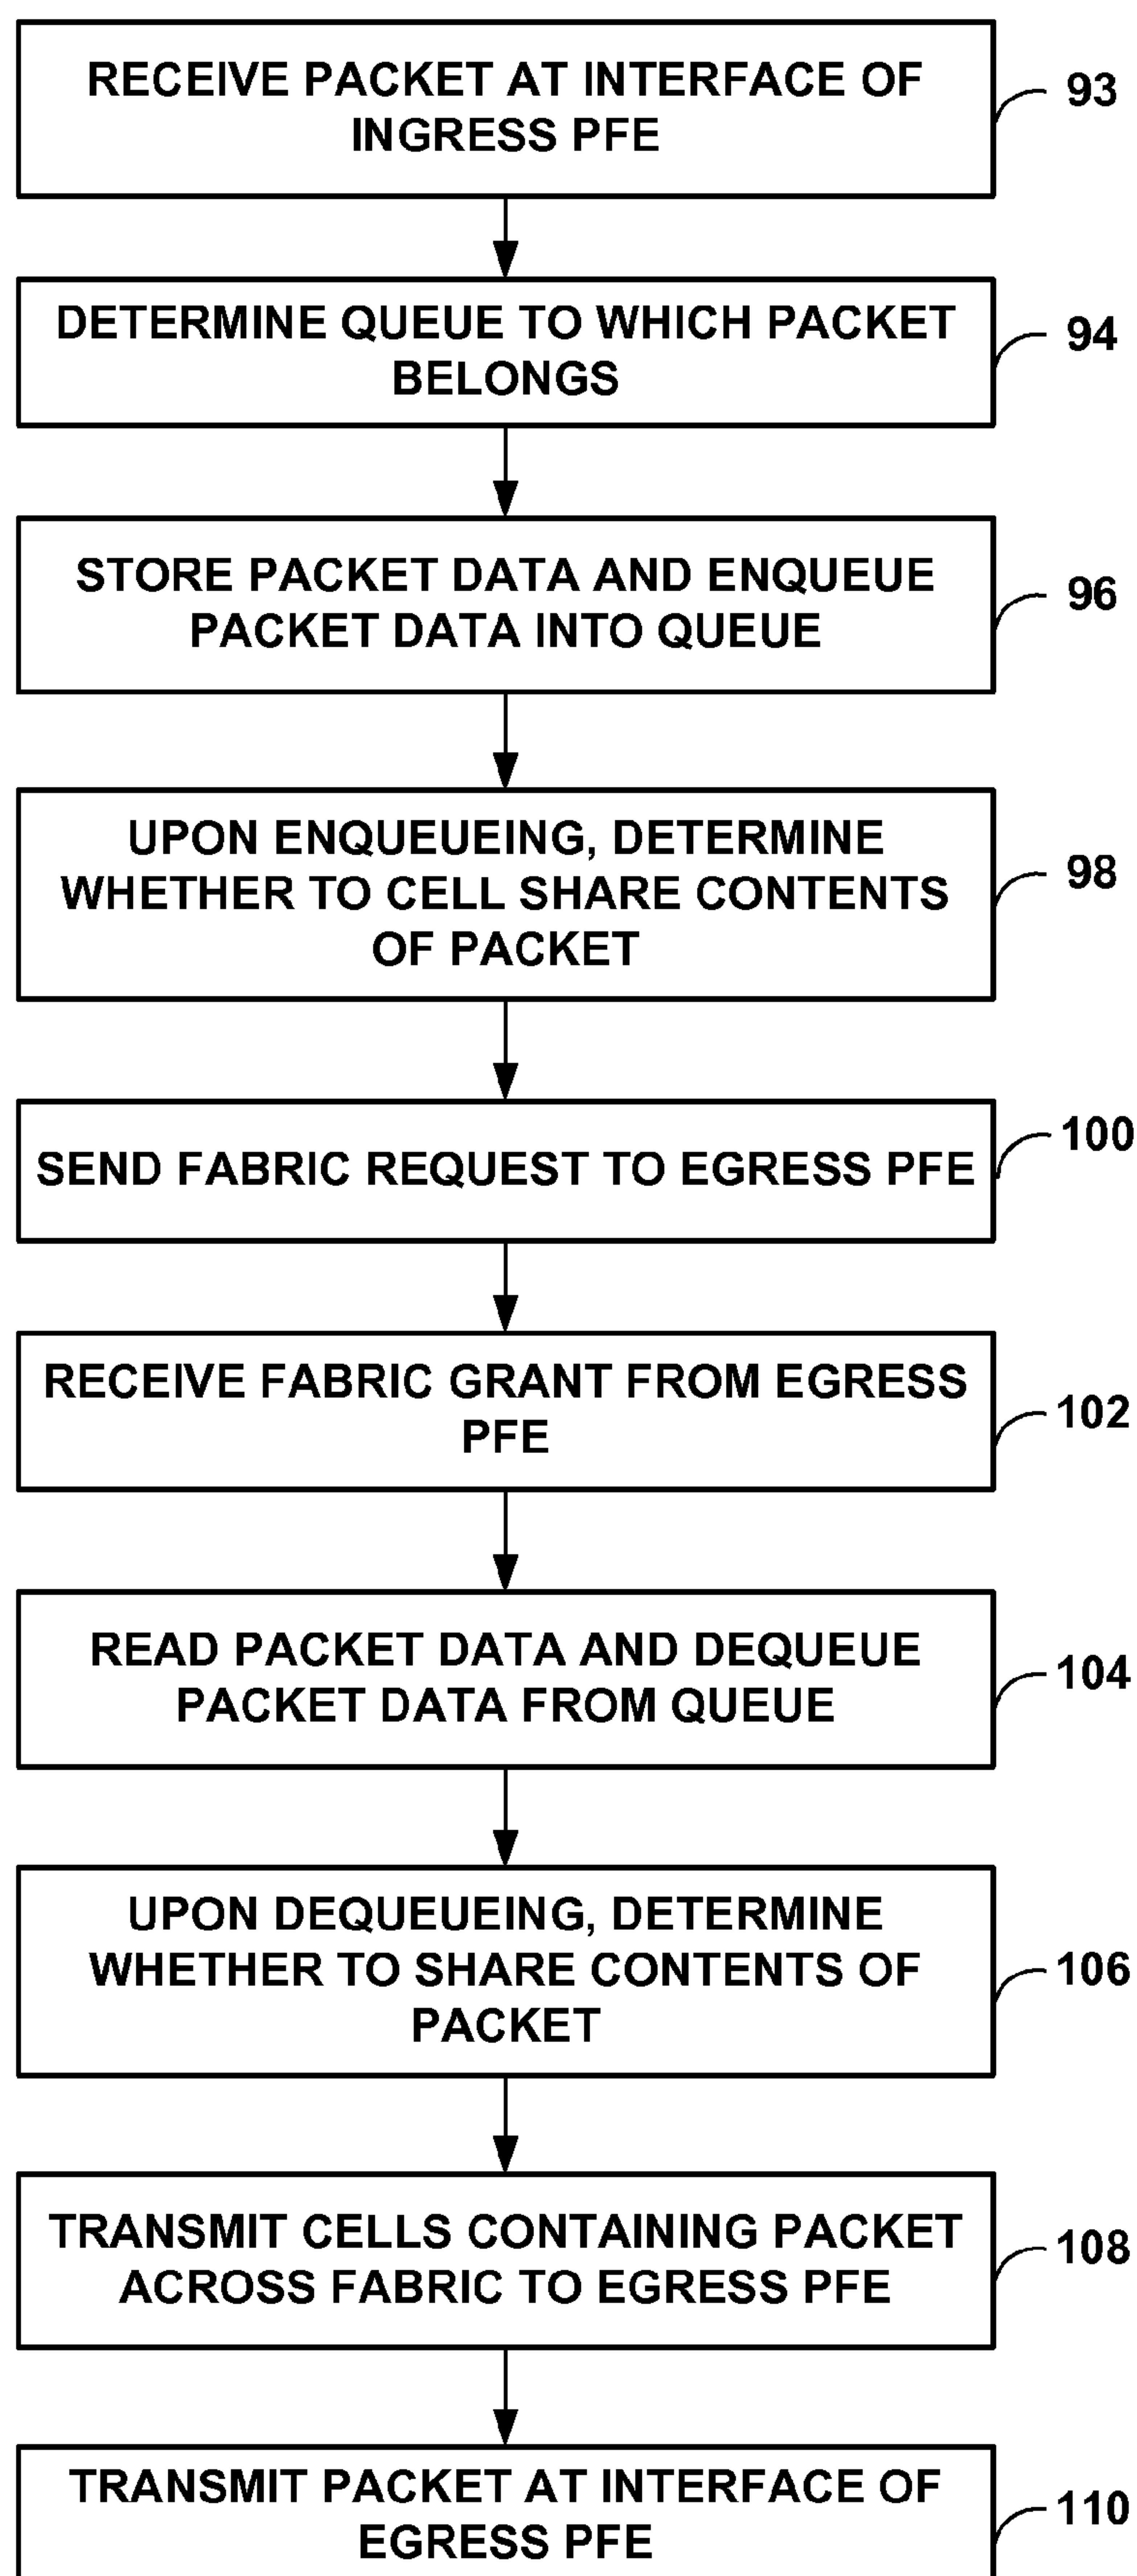 RECEIVE PACKET AT INTERFACE OF
INGRESS PFE
93
DETERMINE QUEUE TO WHICH PACKET
BELONGS
94
STORE PACKET DATA AND ENQUEUE
PACKET DATA INTO QUEUE
96
UPON ENQUEUEING, DETERMINE
WHETHER TO CELL SHARE CONTENTS
OF PACKET
98
SEND FABRIC REQUEST TO EGRESS PFE
100
RECEIVE FABRIC GRANT FROM EGRESS
PFE
102
READ PACKET DATA AND DEQUEUE
PACKET DATA FROM QUEUE
104
UPON DEQUEUEING, DETERMINE
WHETHER TO SHARE CONTENTS OF
PACKET
106
TRANSMIT CELLS CONTAINING PACKET
ACROSS FABRIC TO EGRESS PFE
108
TRANSMIT PACKET AT INTERFACE OF
EGRESS PFE
110